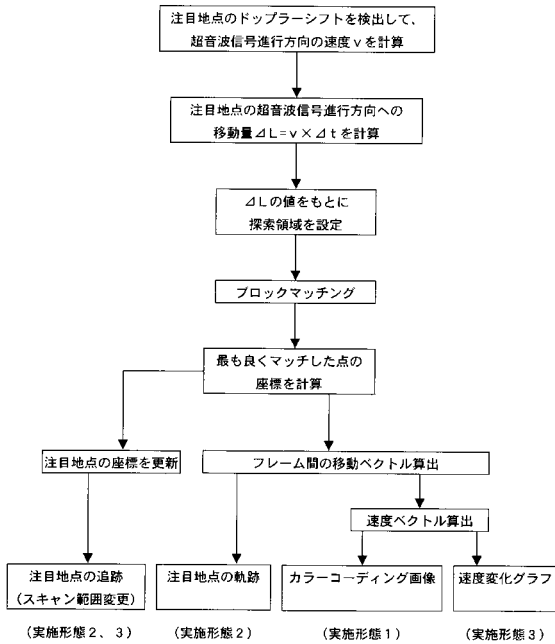 注目地点のドップラーシフトを検出して、
超音波信号進行方向の速度vを計算
注目地点の超音波信号進行方向への
移動量⊿L=v×⊿tを計算
⊿Lの値をもとに
探索領域を設定
ブロックマッチング
最も良くマッチした点の
座標を計算
注目地点の座標を更新
フレーム間の移動ベクトル算出
速度ベクトル算出
注目地点の追跡
(スキャン範囲変更)
注目地点の軌跡
カラーコーディング画像
速度変化グラフ
(実施形態2、3)
(実施形態2)
(実施形態1)
(実施形態3)